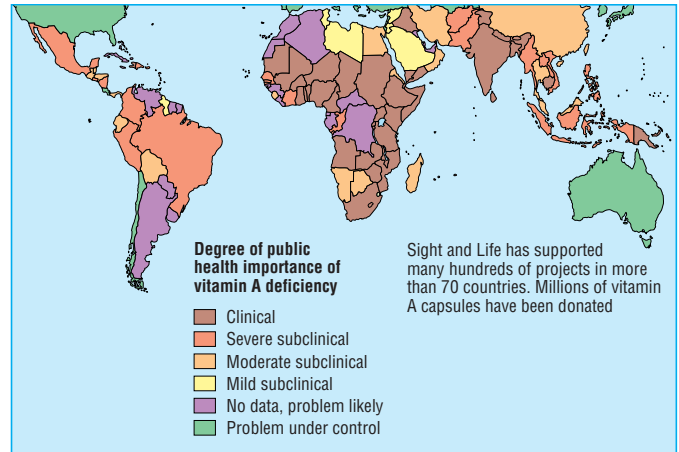 Degree of public
health importance of
vitamin A deficiency
Clinical
Severe subclinical
Moderate subclinical
Mild subclinical
No data, problem likely
Problem under control
Sight and Life has supported
many hundreds of projects in more
than 70 countries. Millions of vitamin
A capsules have been donated